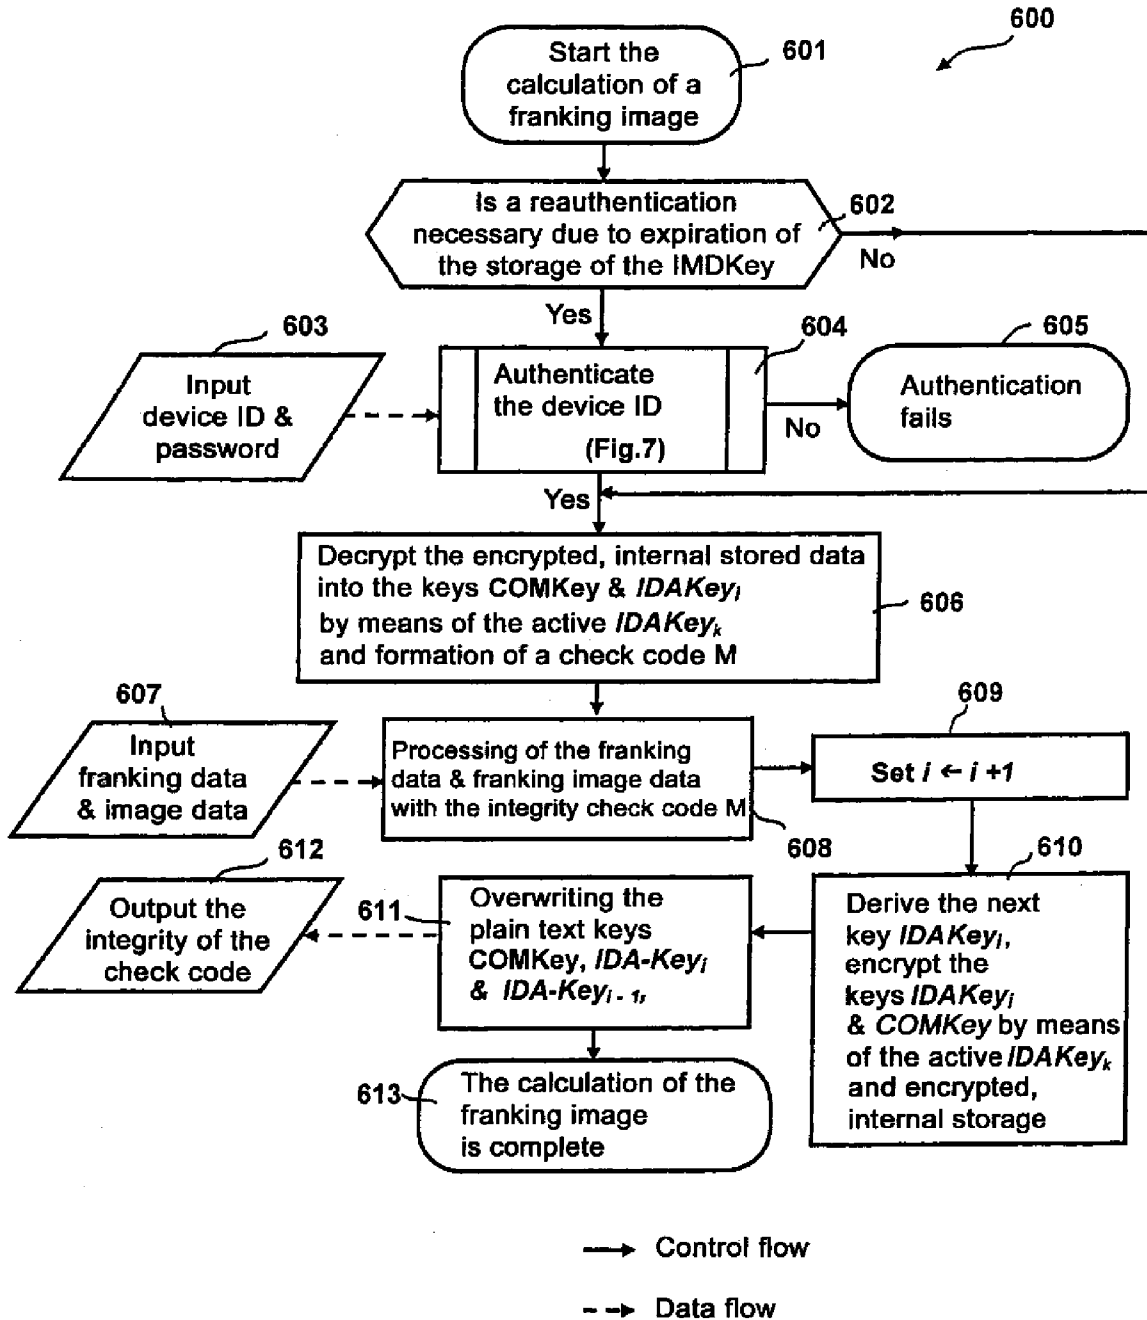 600
Start the
calculation of a
franking image
601
Is a reauthentication
necessary due to expiration of
the storage of the IMDKey
602
No
Yes
603
Input
device ID &
password
604
Authenticate
the device ID
(Fig.7)
No
605
Authentication
fails
Yes
Decrypt the encrypted, internal stored data
into the keys COMKey & IDAKeyi
by means of the active IDAKeyk
and formation of a check code M
606
607
Input
franking data
& image data
Processing of the franking
data & franking image data
with the integrity check code M
608
609
Set i ← i +1
612
Output the
integrity of the
check code
611
Overwriting the
plain text keys
COMKey, IDA-Keyi
& IDA-Keyi - 1,
610
Derive the next
key IDAKeyi,
encrypt the
keys IDAKeyi
& COMKey by means
of the active IDAKeyk
and encrypted,
internal storage
613
The calculation of the
franking image
is complete
Control flow
Data flow